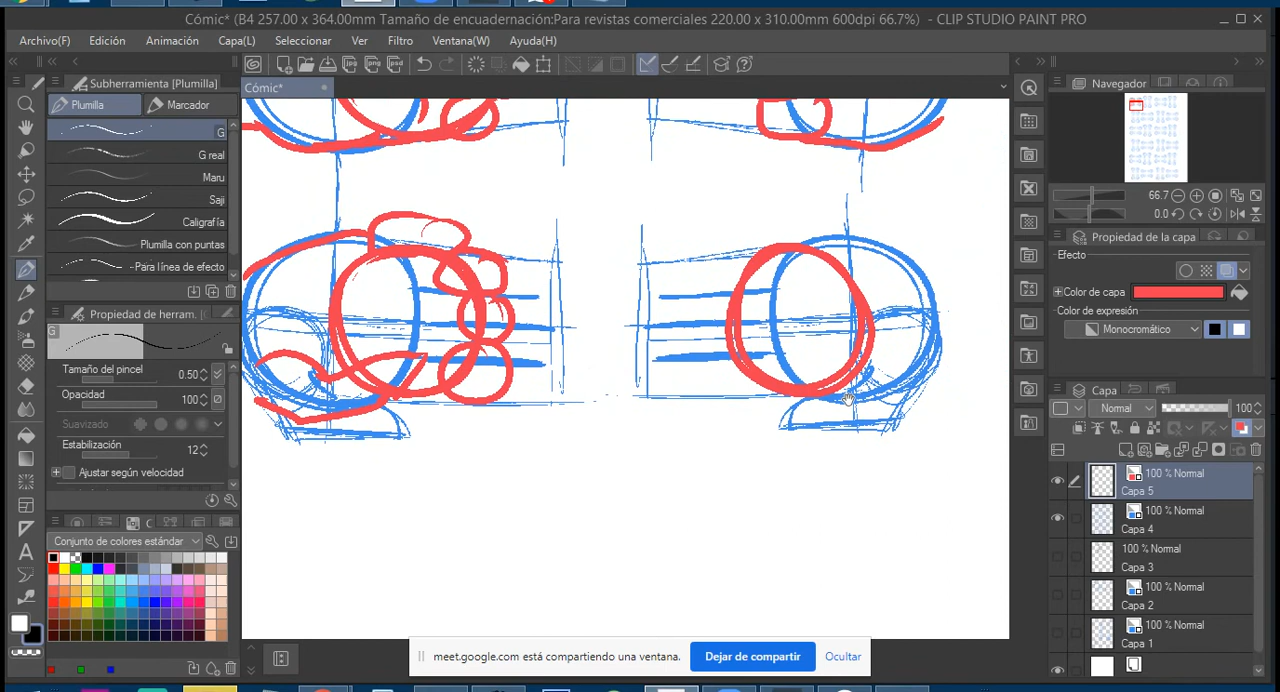 Cómic* (B4 257.00 x 364.00mm Tamaño de encuadernación:Para revistas comerciales 220.00 x 310.00mm 600dpi 66.7%) - CLIP STUDIO PAINT PRO
Archivo(F) Edición Animación Capa(L) Seleccionar Ver Filtro Ventana(W) Ayuda(H)
Subherramienta [Plumilla]
Cómic*
Navegador
Plumilla Marcador
G
G real
Maru
Saji
Caligrafía
Plumilla con puntas
-Para línea de efecto
66.7
0.0
Propiedad de la capa
Efecto
Color de capa
Color de expresión
Monocromático
Propiedad de herram. [G
G
Tamaño del pincel 0.50
Opacidad 100
Suavizado
Estabilización 12
Ajustar según velocidad
Capa
Normal 100
100 % Normal
Capa 5
100 % Normal
Capa 4
100 % Normal
Capa 3
100 % Normal
Capa 2
100 % Normal
Capa 1
C
Conjunto de colores estándar
meet.google.com está compartiendo una ventana. Dejar de compartir Ocultar